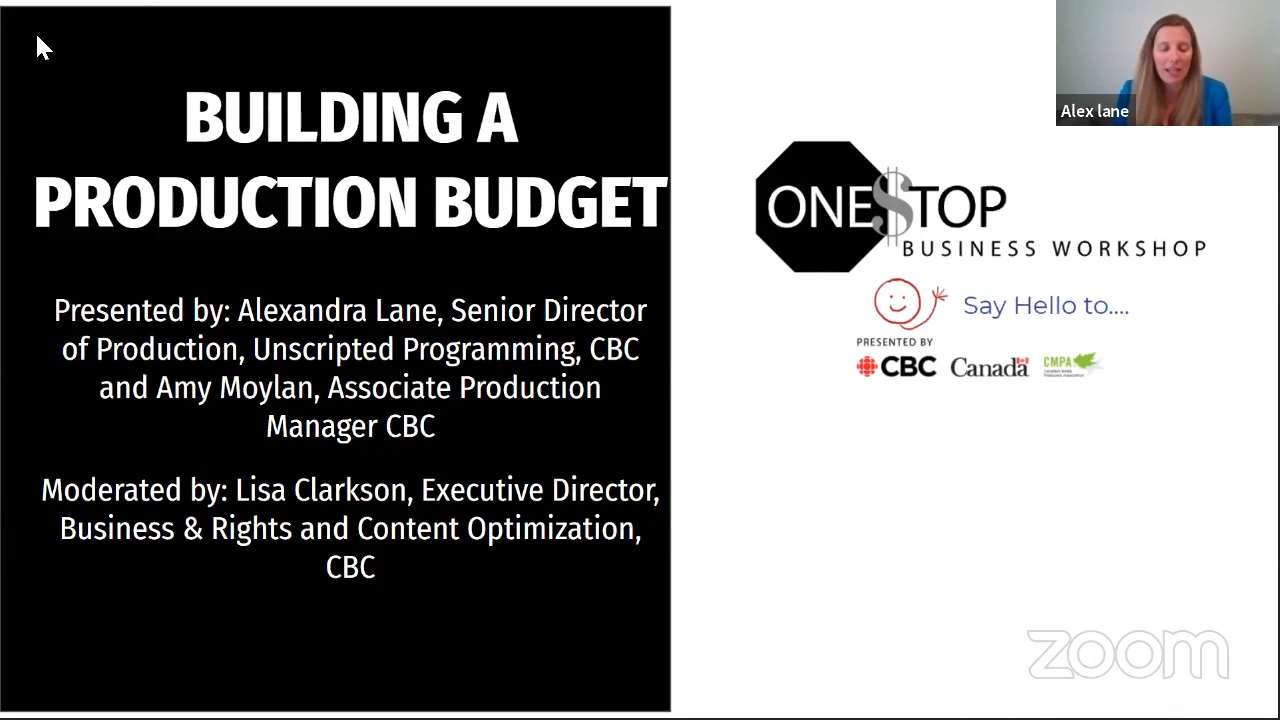 BUILDING A
PRODUCTION BUDGET
Presented by: Alexandra Lane, Senior Director
of Production, Unscripted Programming, CBC
and Amy Moylan, Associate Production
Manager CBC
Moderated by: Lisa Clarkson, Executive Director,
Business & Rights and Content Optimization,
CBC
Alex lane
ONE$TOP
BUSINESS WORKSHOP
Say Hello to....
PRESENTED BY
CBC Canada CMPA
zoom